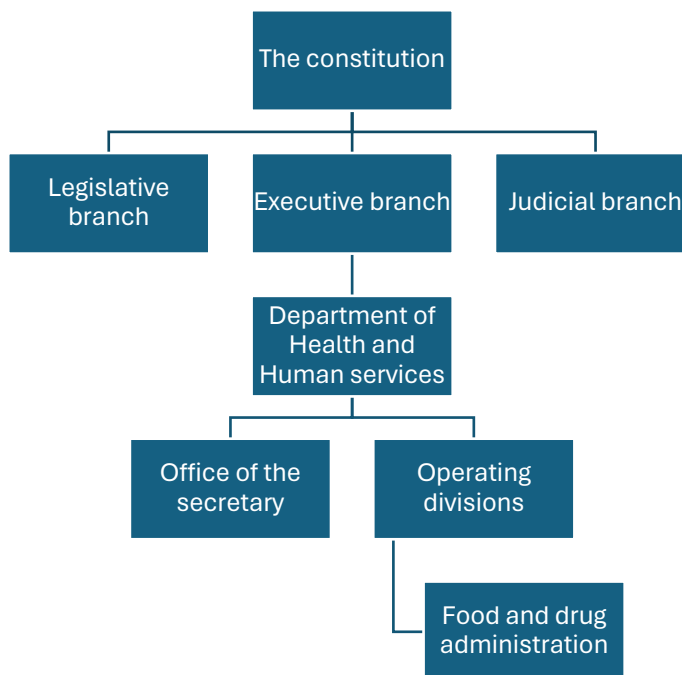 The constitution
Legislative
branch
Executive branch
Judicial branch
Department of
Health and
Human services
Office of the
secretary
Operating
divisions
Food and drug
administration